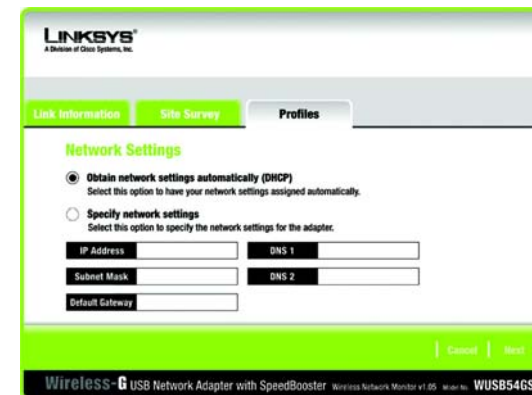 LINKSYS®
A Division of Cisco Systems, Inc.
Link Information
Site Survey
Profiles
Network Settings
Obtain network settings automatically (DHCP)
Select this option to have your network settings assigned automatically.
Specify network settings
Select this option to specify the network settings for the adapter.
IP Address
DNS 1
Subnet Mask
DNS 2
Default Gateway
Cancel
Next
Wireless-G USB Network Adapter with SpeedBooster Wireless Network Monitor v1.05 Model No. WUSB54GS